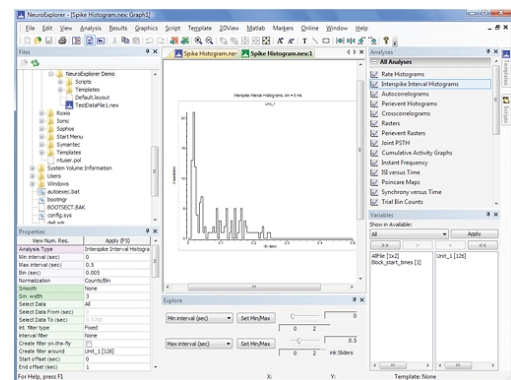 NeuroExplorer - [Spike Histogram.nex: Graph1]
File Edit View Analysis Results Graphics Script Template 3DView Matlab Markers Online Window Help
Files
NeuroExplorer Demo
Scripts
Templates
Default.layout
TestDataFile1.nex
Roxio
Sonic
Sophos
Start Menu
Symantec
Templates
ntuser.pol
System Volume Information
Users
Windows
autoexec.bat
bootmgr
BOOTSECT.BAK
config.sys
Properties
View Num. Res. Apply (F5)
Analysis Type Interspike Interval Histogra
Min interval (sec) 0
Max interval (sec) 0.5
Bin (sec) 0.005
Normalization Counts/Bin
Smooth None
Sm. width 3
Select Data All
Select Data From (sec) 0
Select Data To (sec)
Int. filter type Fixed
Interval filter None
Create filter on-the-fly
Create filter around Unit_1 [126]
Start offset (sec) 0
End offset (sec) 1
For Help, press F1
Spike Histogram.nex
Spike Histogram.nex:1
Interspike Interval Histograms, bin = 5 ms
Unit_1
Explore
Min interval (sec) Set Min/Max 0
0 2
Max interval (sec) Set Min/Max 0.5
0 2 Ink Sliders
X: Y: Template: None
Analyses
All Analyses
Rate Histograms
Interspike Interval Histograms
Autocorrelograms
Perievent Histograms
Crosscorrelograms
Rasters
Perievent Rasters
Joint PSTH
Cumulative Activity Graphs
Instant Frequency
ISI versus Time
Poincare Maps
Synchrony versus Time
Trial Bin Counts
Variables
Show in Available:
All Apply
>> > < <<
AllFile [1x2]
Block_start_times [1]
Unit_1 [126]
Templates
Scripts